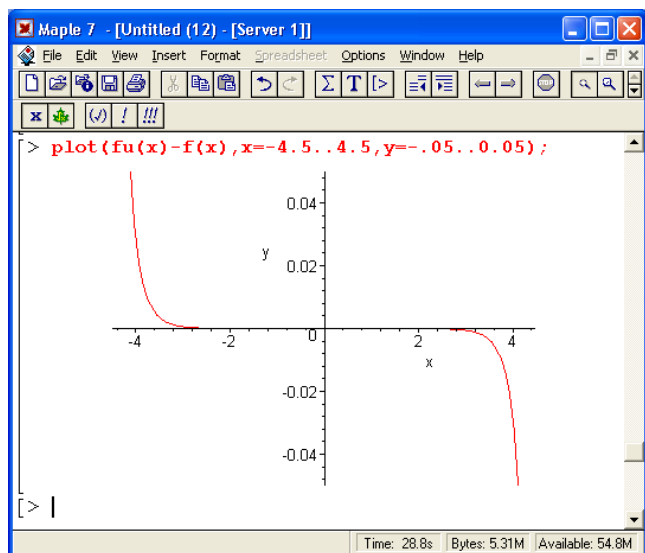 Maple 7 - [Untitled (12) - [Server 1]]
File Edit View Insert Format Spreadsheet Options Window Help
Σ T [>
STOP
x (√) ! !!!
[> plot(fu(x)-f(x),x=-4.5..4.5,y=-.05..0.05);
0.04
y
0.02
-4 -2 0 2 4
x
-0.02
-0.04
[>
Time: 28.8s Bytes: 5.31M Available: 54.8M